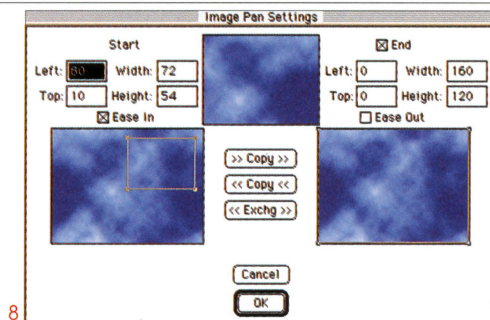 Image Pan Settings
Start
Left: 80 Width: 72
Top: 10 Height: 54
Ease In
End
Left: 0 Width: 160
Top: 0 Height: 120
Ease Out
>> Copy >>
<< Copy <<
<< Exchg >>
Cancel
OK
8